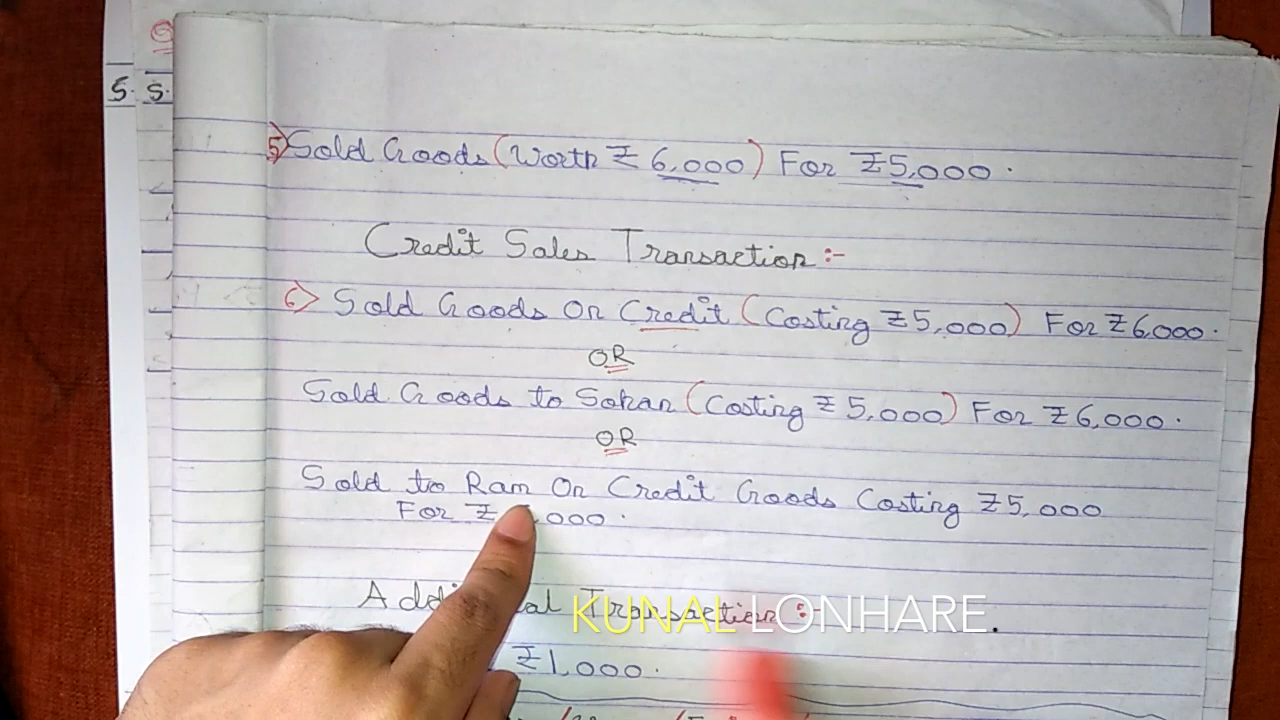 S. S.
5> Sold Goods (Worth ₹ 6,000) For ₹5,000.
Credit Sales Transaction :-
6> Sold Goods On Credit (Costing ₹5,000) For ₹6,000.
OR
Sold Goods to Sohan (Costing ₹5,000) For ₹6,000.
OR
Sold to Ram On Credit Goods Costing ₹5,000
For ₹ ,000.
Transaction :-
KUNAL LONHARE.
₹1,000.